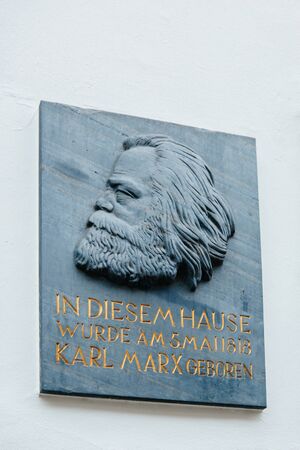 IN DIESEM HAUSE
WURDE AM 5.MAI 1818
KARL MARX GEBOREN